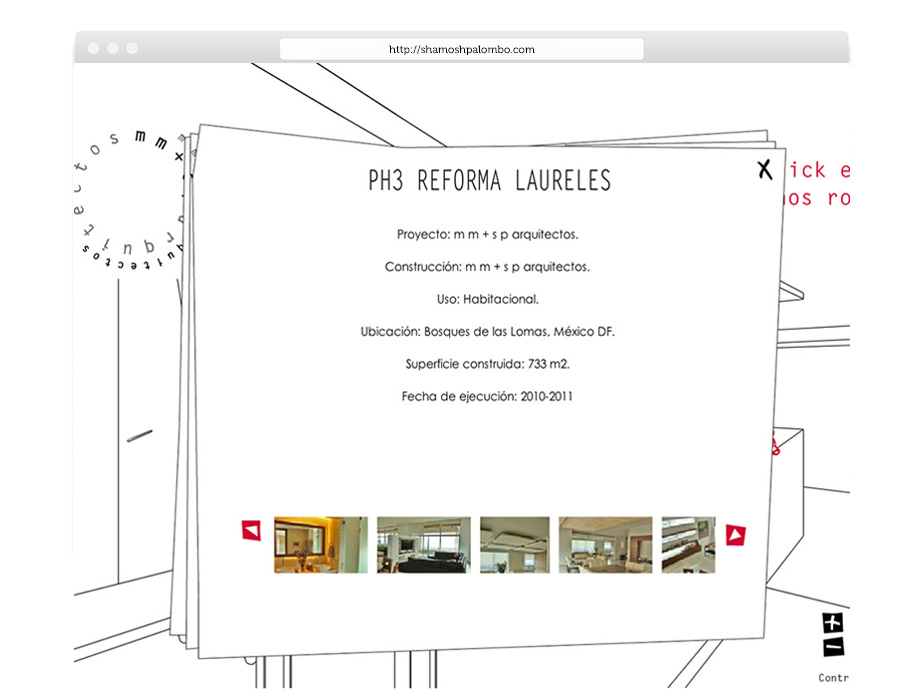 http://shamoshpalombo.com
PH3 REFORMA LAURELES
X
Proyecto: m m + s p arquitectos.
Construcción: m m + s p arquitectos.
Uso: Habitacional.
Ubicación: Bosques de las Lomas, México DF.
Superficie construida: 733 m2.
Fecha de ejecución: 2010-2011
ick e
os ro
+
−
Contr